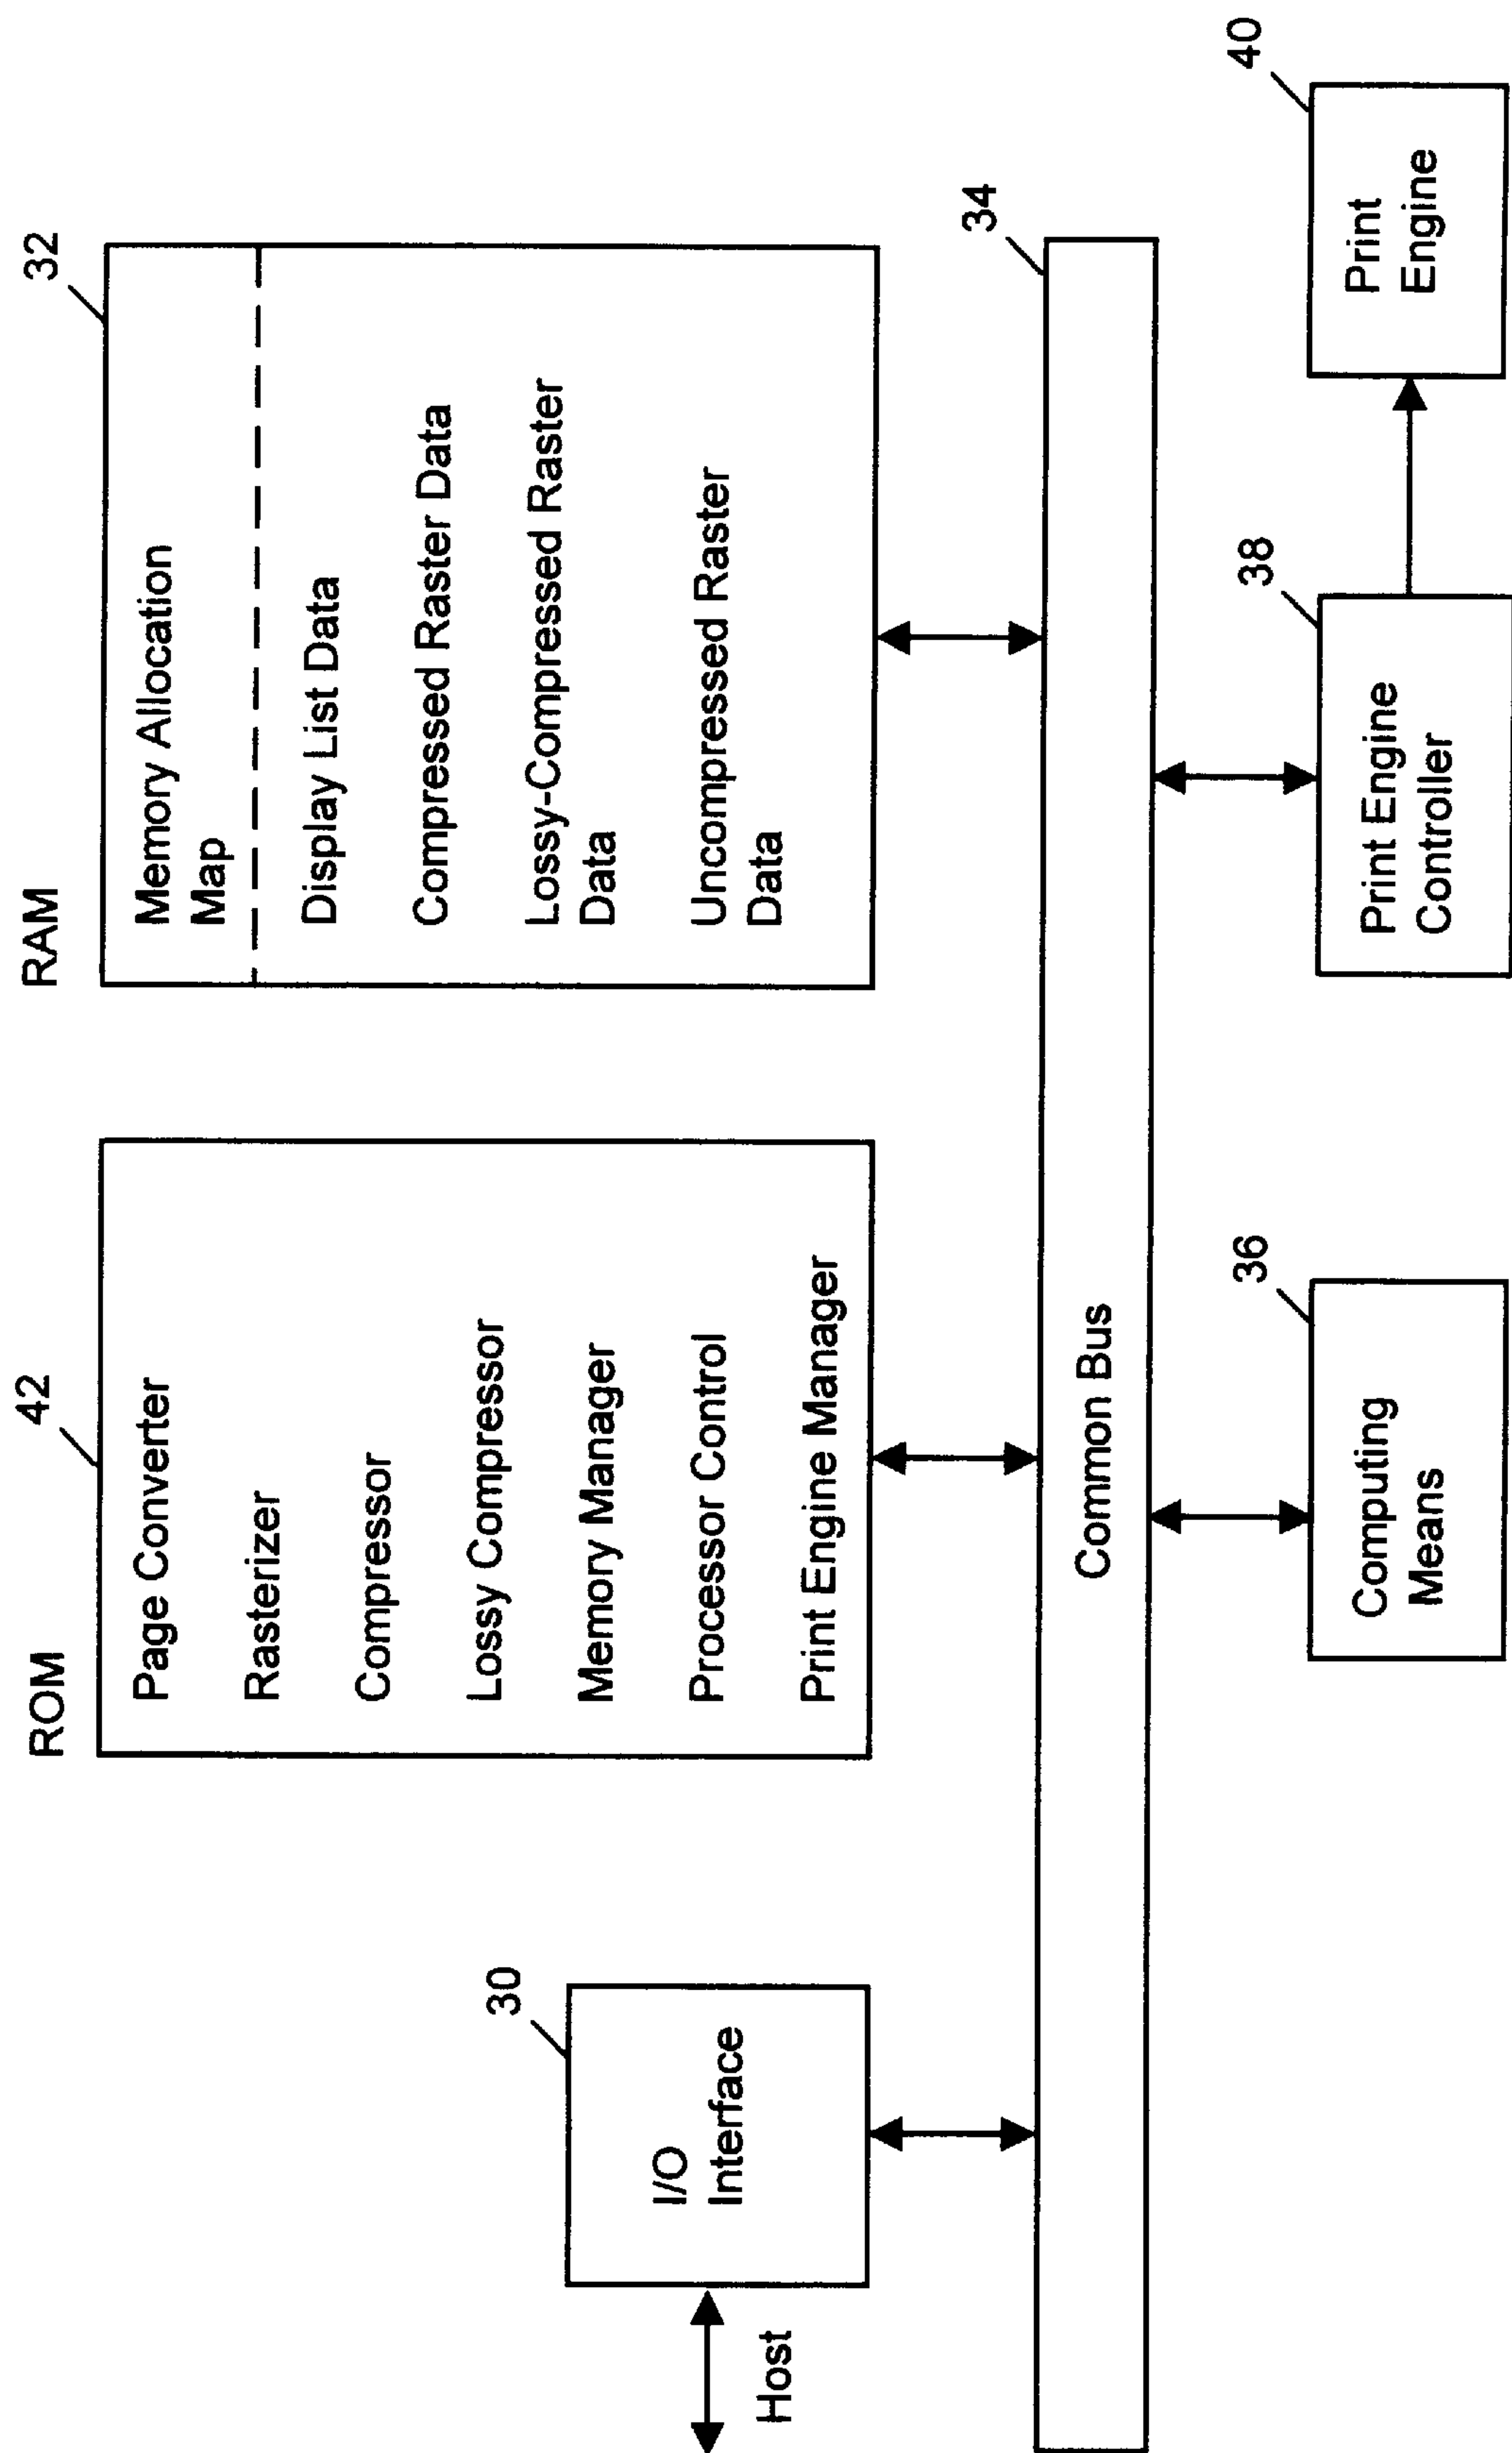 ROM
42
Page Converter
Rasterizer
Compressor
Lossy Compressor
Memory Manager
Processor Control
Print Engine Manager
RAM
32
Memory Allocation
Map
Display List Data
Compressed Raster Data
Lossy-Compressed Raster
Data
Uncompressed Raster
Data
30
I/O
Interface
Host
34
Common Bus
36
Computing
Means
38
Print Engine
Controller
40
Print
Engine